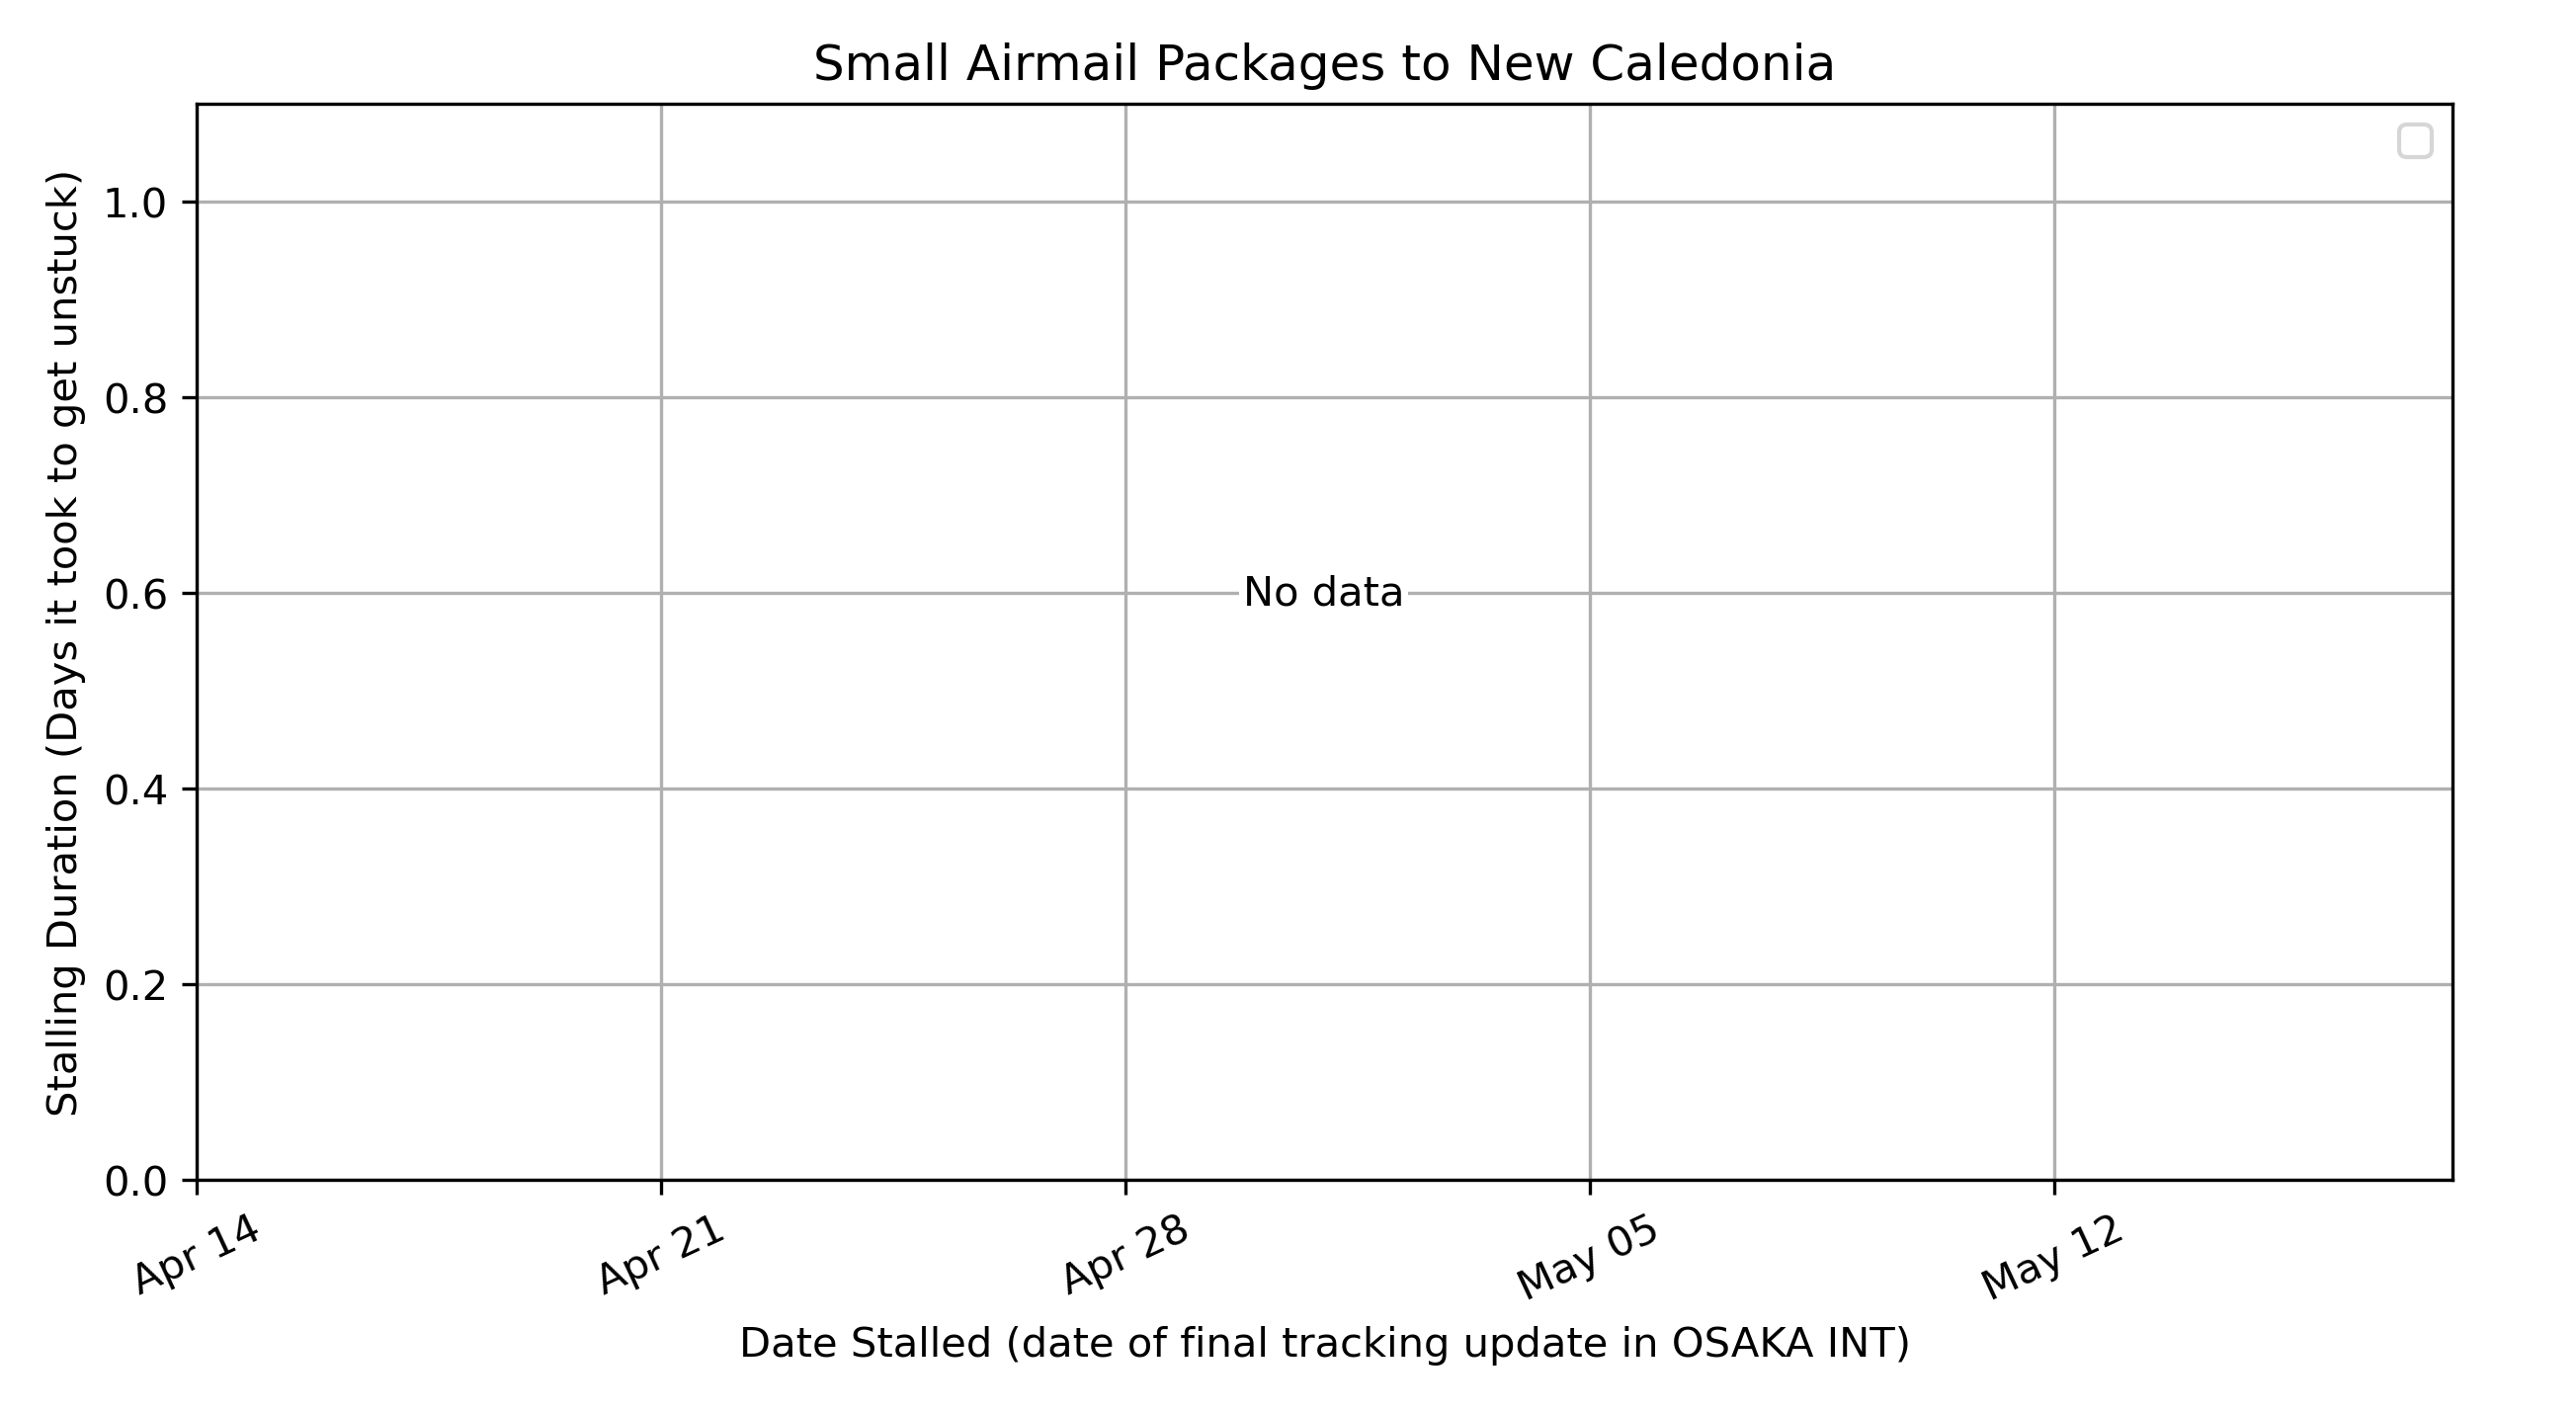 Small Airmail Packages to New Caledonia
Stalling Duration (Days it took to get unstuck)
1.0
0.8
0.6
0.4
0.2
0.0
No data
Apr 14
Apr 21
Apr 28
May 05
May 12
Date Stalled (date of final tracking update in OSAKA INT)